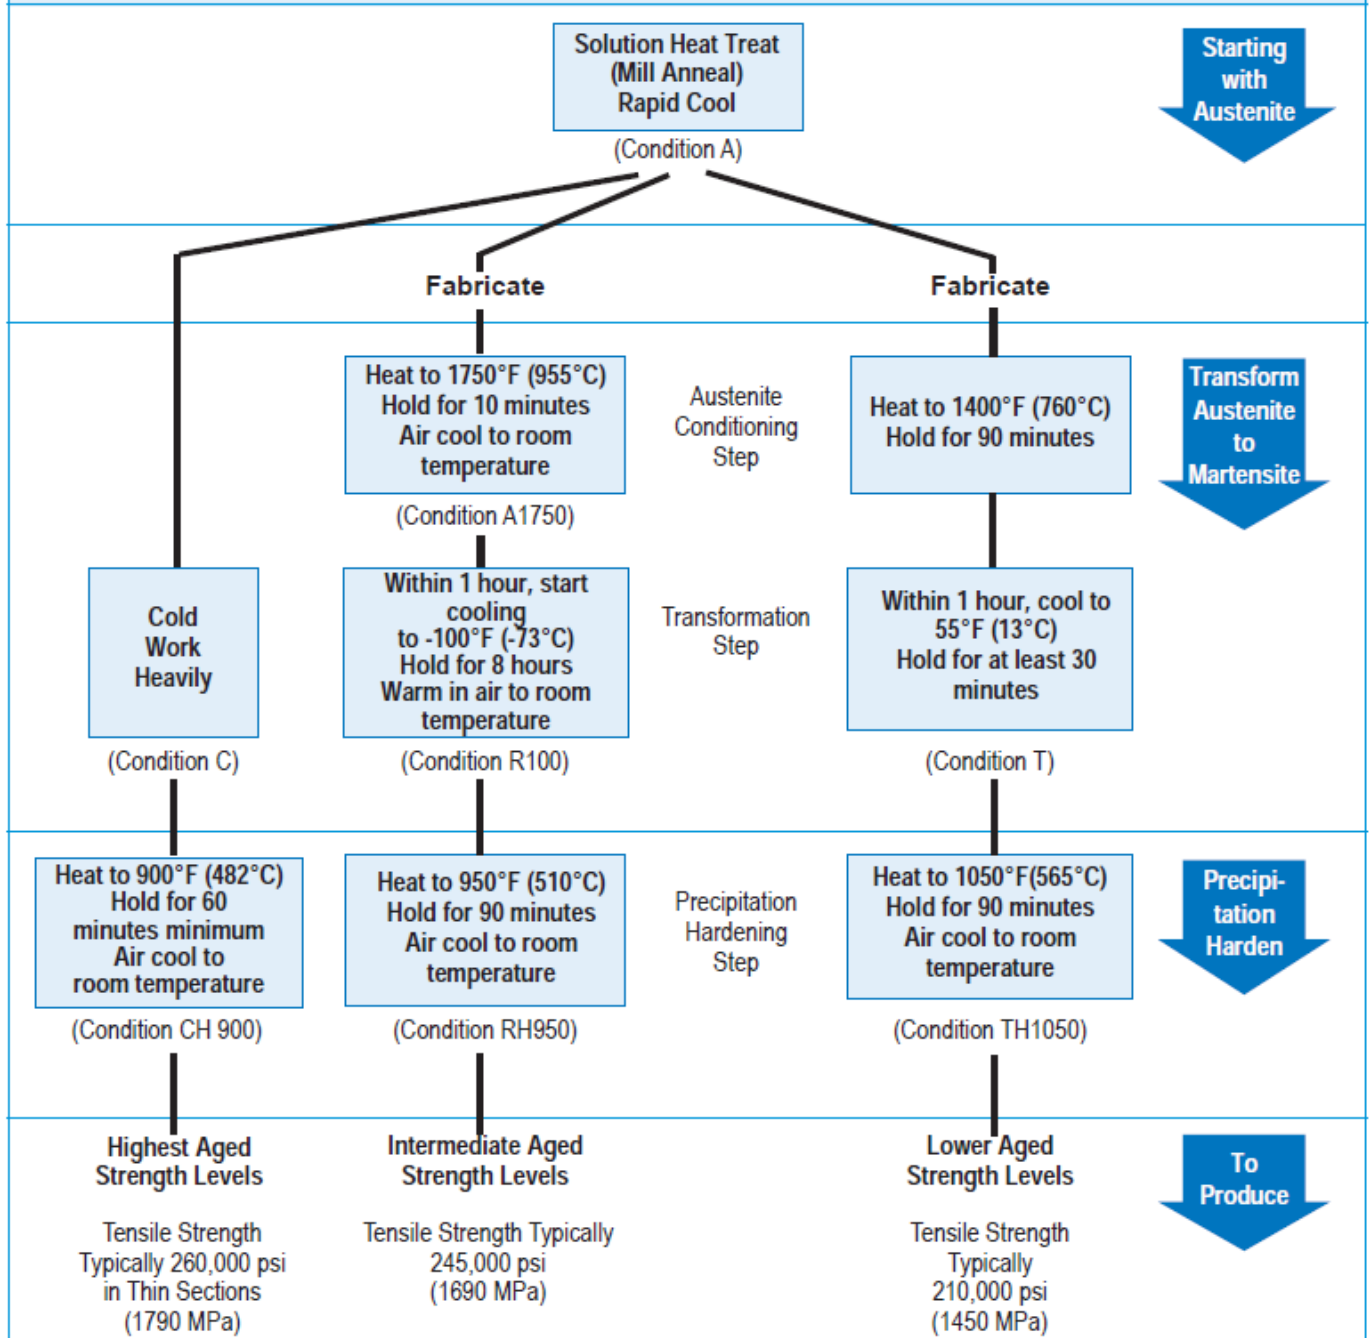 Solution Heat Treat
(Mill Anneal)
Rapid Cool
(Condition A)
Starting
with
Austenite
Fabricate
Fabricate
Heat to 1750°F (955°C)
Hold for 10 minutes
Air cool to room
temperature
(Condition A1750)
Austenite
Conditioning
Step
Heat to 1400°F (760°C)
Hold for 90 minutes
Transform
Austenite
to
Martensite
Cold
Work
Heavily
(Condition C)
Within 1 hour, start
cooling
to -100°F (-73°C)
Hold for 8 hours
Warm in air to room
temperature
(Condition R100)
Transformation
Step
Within 1 hour, cool to
55°F (13°C)
Hold for at least 30
minutes
(Condition T)
Heat to 900°F (482°C)
Hold for 60
minutes minimum
Air cool to
room temperature
(Condition CH 900)
Heat to 950°F (510°C)
Hold for 90 minutes
Air cool to room
temperature
(Condition RH950)
Precipitation
Hardening
Step
Heat to 1050°F(565°C)
Hold for 90 minutes
Air cool to room
temperature
(Condition TH1050)
Precipi-
tation
Harden
Highest Aged
Strength Levels
Tensile Strength
Typically 260,000 psi
in Thin Sections
(1790 MPa)
Intermediate Aged
Strength Levels
Tensile Strength Typically
245,000 psi
(1690 MPa)
Lower Aged
Strength Levels
Tensile Strength
Typically
210,000 psi
(1450 MPa)
To
Produce